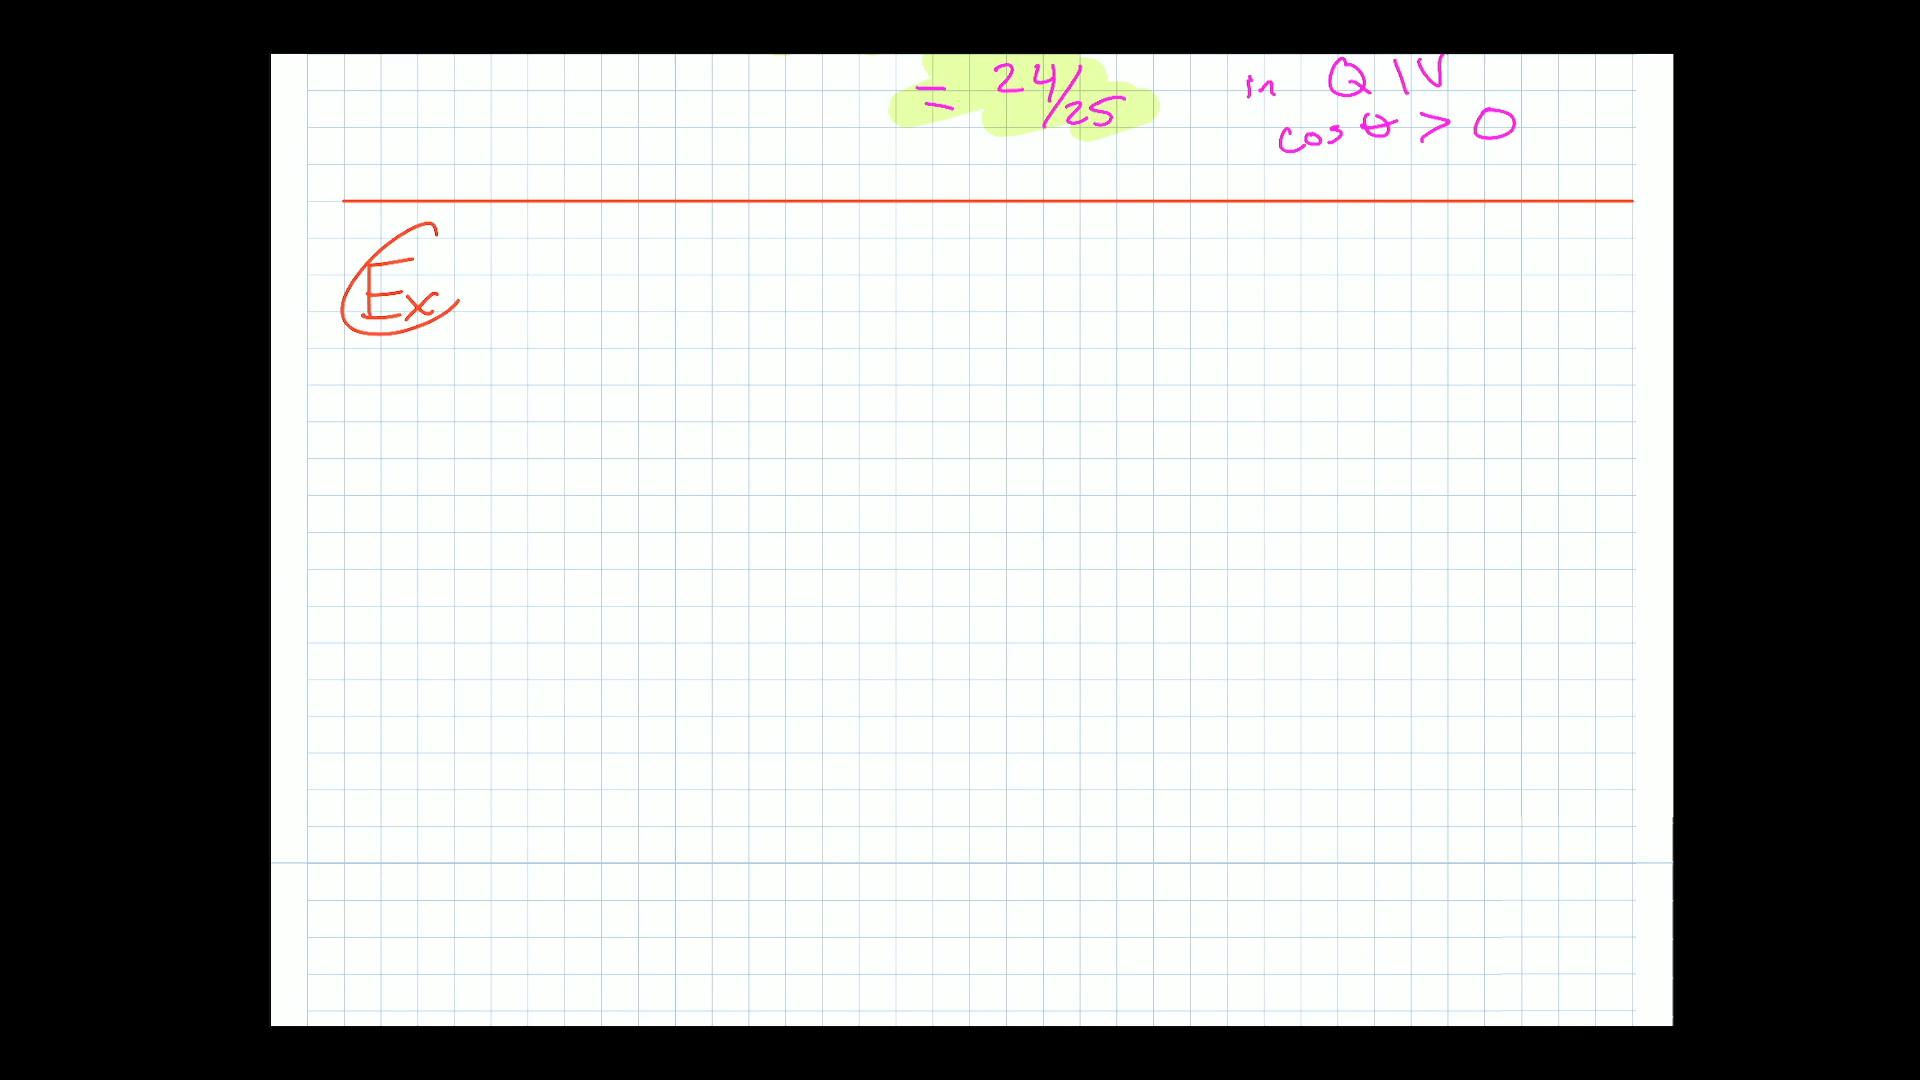 = 24/25
in Q IV
cos θ > 0
Ex